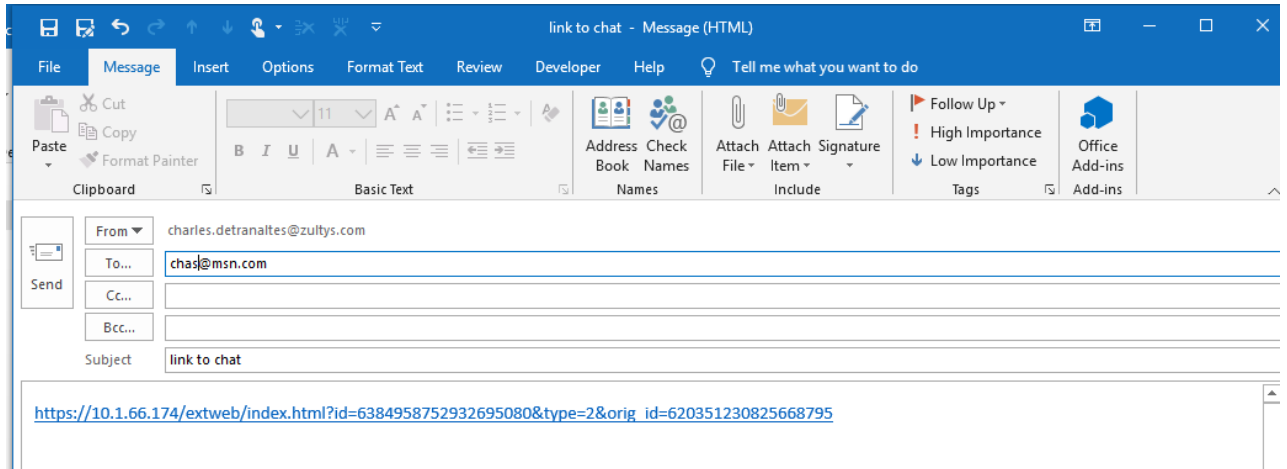 link to chat - Message (HTML)
File Message Insert Options Format Text Review Developer Help Tell me what you want to do
Paste
Cut
Copy
Format Painter
Clipboard
11
B I U A
Basic Text
Address Book
Check Names
Names
Attach File
Attach Item
Signature
Include
Follow Up
High Importance
Low Importance
Tags
Office Add-ins
Add-ins
Send
From charles.detranaltes@zultys.com
To... chas@msn.com
Cc...
Bcc...
Subject link to chat
https://10.1.66.174/extweb/index.html?id=6384958752932695080&type=2&orig_id=620351230825668795